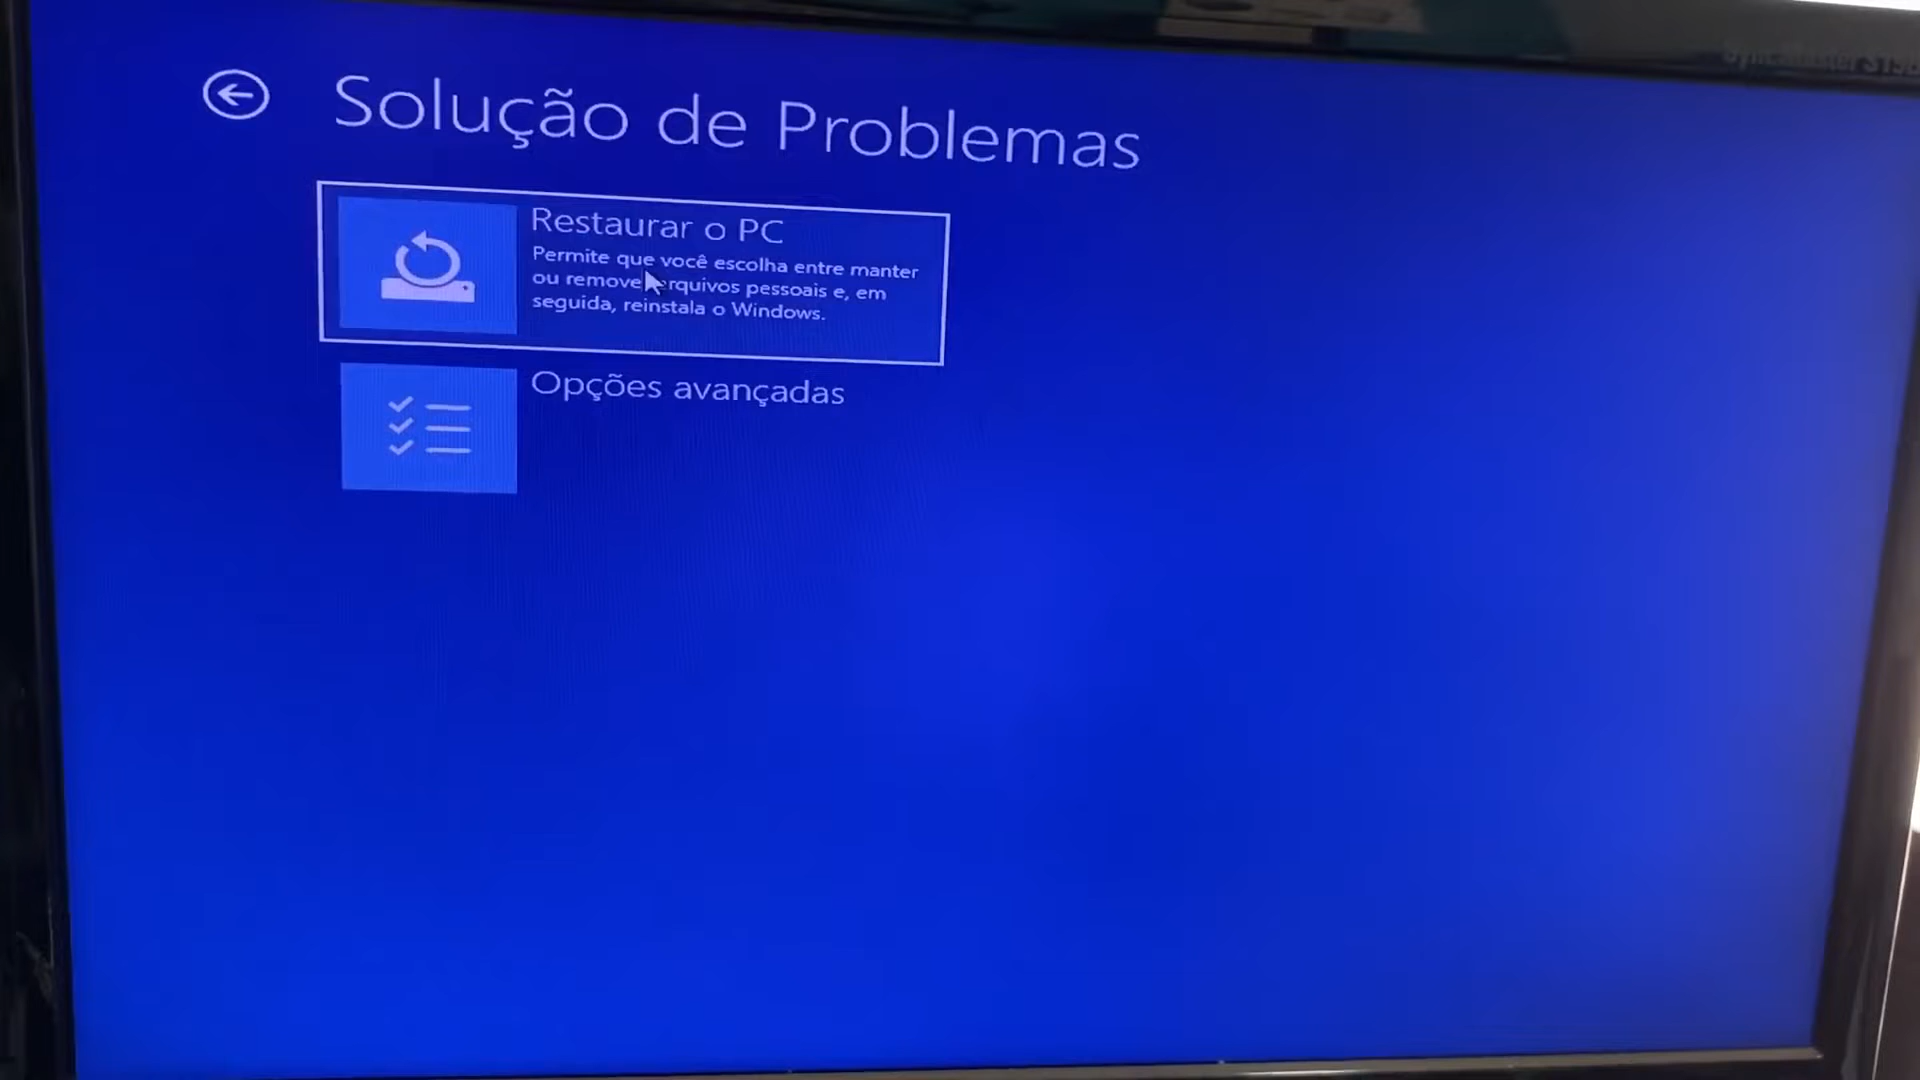 Solução de Problemas
Restaurar o PC
Permite que você escolha entre manter
ou remover arquivos pessoais e, em
seguida, reinstala o Windows.
Opções avançadas